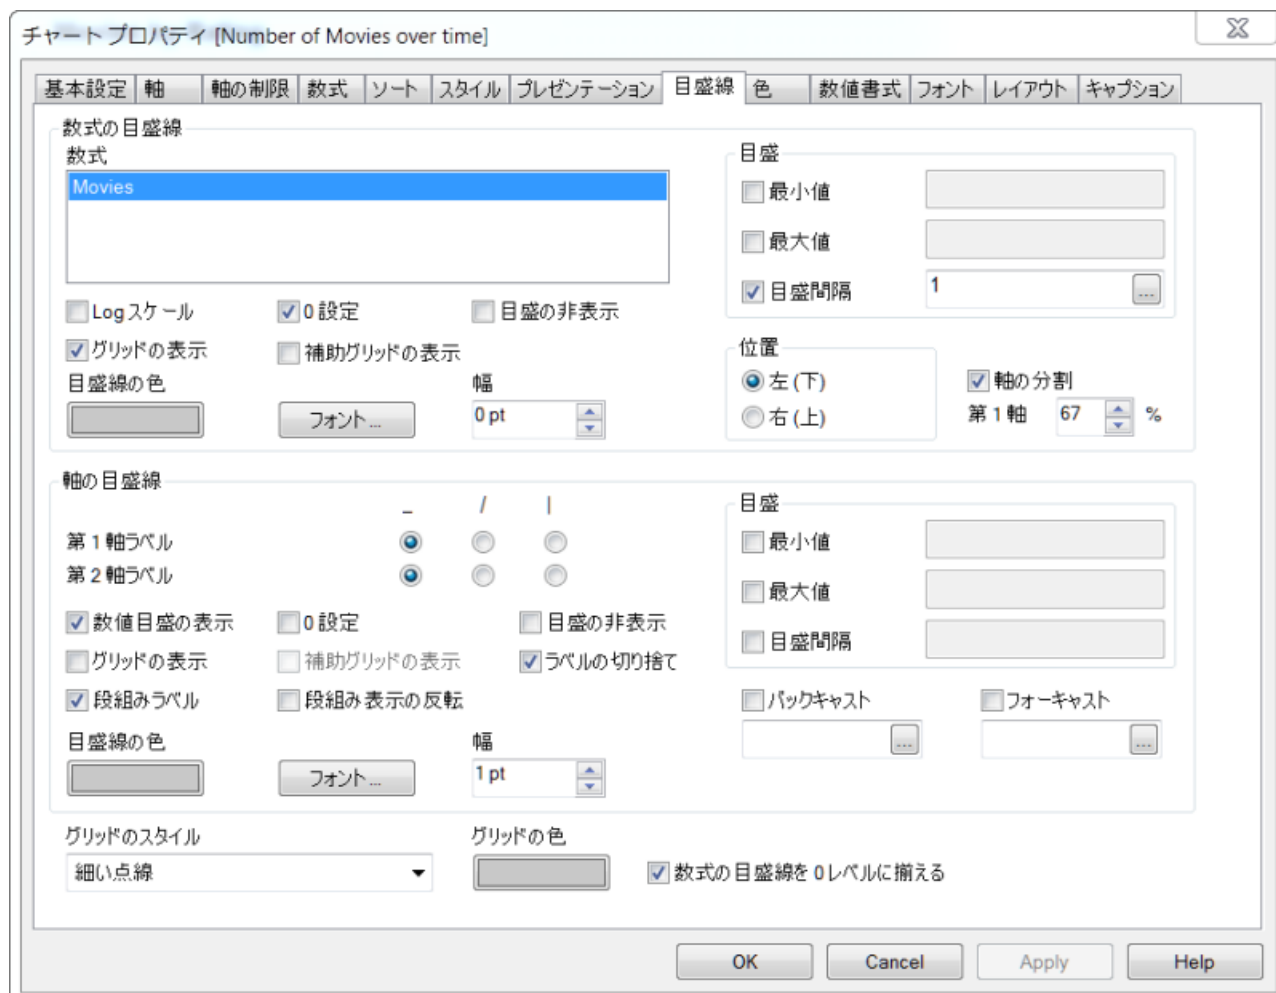 チャート プロパティ [Number of Movies over time]
基本設定 軸 軸の制限 数式 ソート スタイル プレゼンテーション 目盛線 色 数値書式 フォント レイアウト キャプション
数式の目盛線
数式
Movies
Logスケール 0 設定 目盛の非表示
グリッドの表示 補助グリッドの表示
目盛線の色 幅
フォント... 0 pt
目盛
最小値
最大値
目盛間隔 1 ...
位置
左 (下)
右 (上)
軸の分割
第 1 軸 67 %
軸の目盛線
_ / |
第 1 軸ラベル
第 2 軸ラベル
数値目盛の表示 0 設定 目盛の非表示
グリッドの表示 補助グリッドの表示 ラベルの切り捨て
段組みラベル 段組み表示の反転
目盛線の色 幅
フォント... 1 pt
目盛
最小値
最大値
目盛間隔
バックキャスト フォーキャスト
... ...
グリッドのスタイル グリッドの色
細い点線 数式の目盛線を 0 レベルに揃える
OK Cancel Apply Help